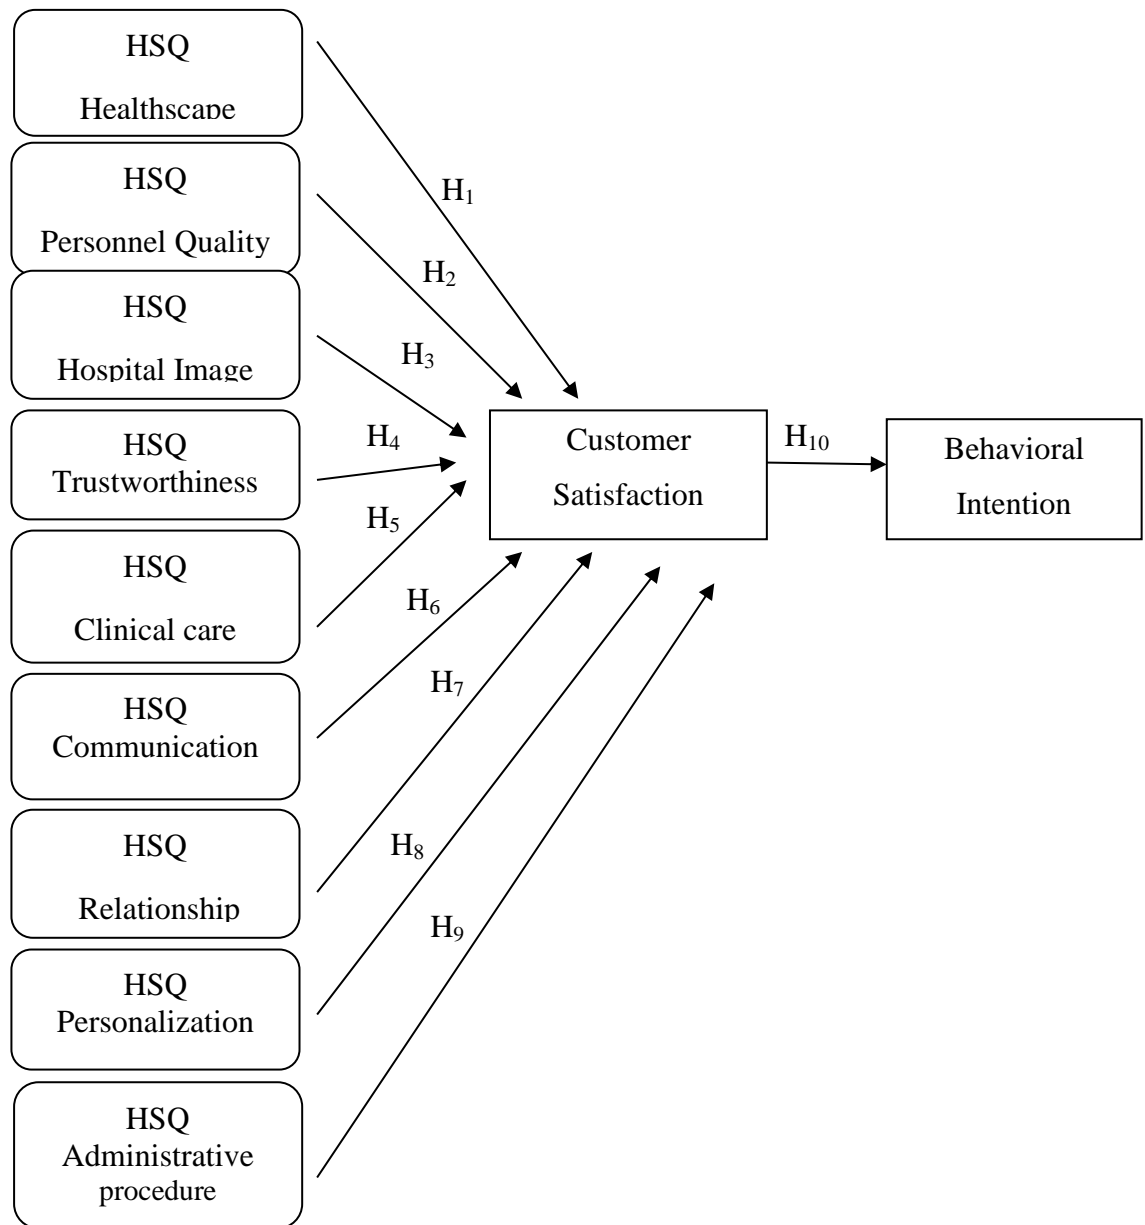 HSQ
Healthscape
HSQ
Personnel Quality
HSQ
Hospital Image
HSQ
Trustworthiness
HSQ
Clinical care
HSQ
Communication
HSQ
Relationship
HSQ
Personalization
HSQ
Administrative
procedure
H₁
H₂
H₃
H₄
H₅
H₆
H₇
H₈
H₉
Customer
Satisfaction
H₁₀
Behavioral
Intention